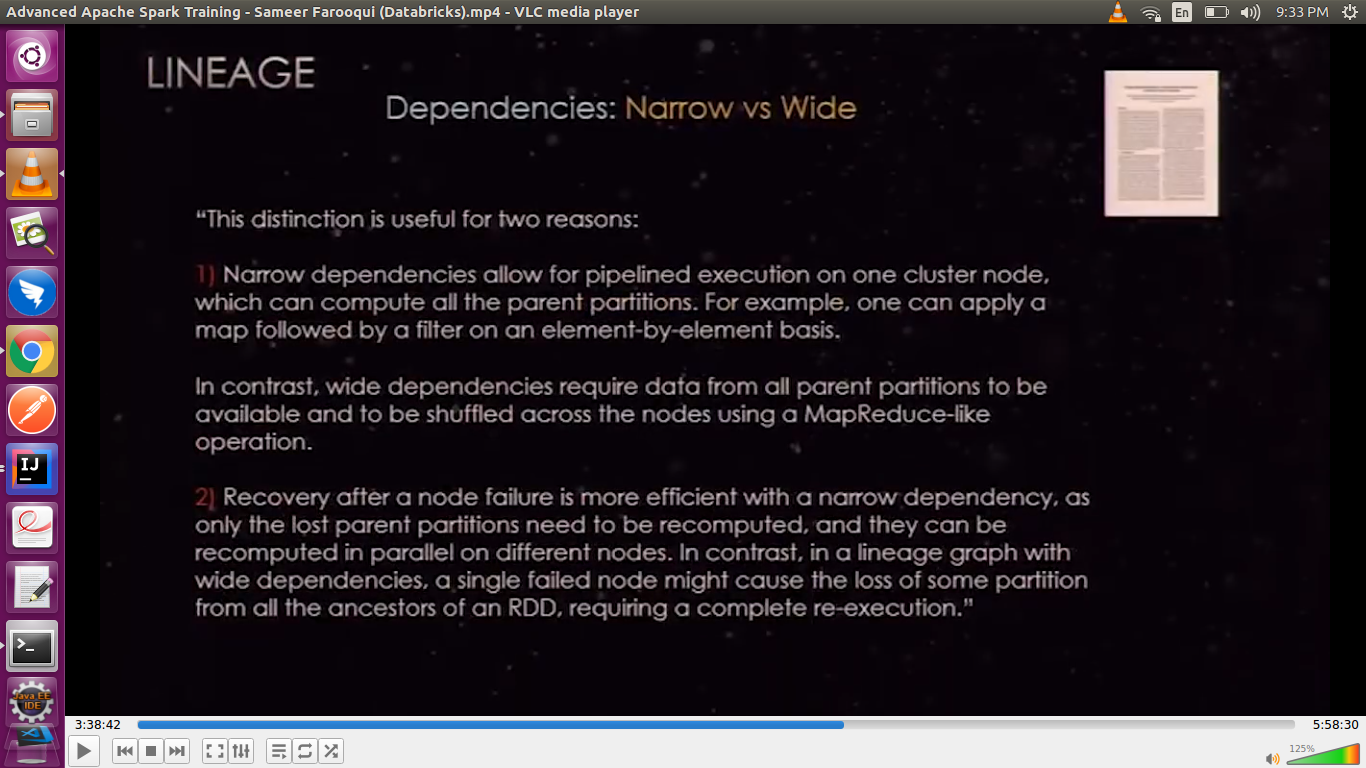 Advanced Apache Spark Training - Sameer Farooqui (Databricks).mp4 - VLC media player
En
9:33 PM
LINEAGE
Dependencies: Narrow vs Wide
“This distinction is useful for two reasons:
1) Narrow dependencies allow for pipelined execution on one cluster node,
which can compute all the parent partitions. For example, one can apply a
map followed by a filter on an element-by-element basis.
In contrast, wide dependencies require data from all parent partitions to be
available and to be shuffled across the nodes using a MapReduce-like
operation.
2) Recovery after a node failure is more efficient with a narrow dependency, as
only the lost parent partitions need to be recomputed, and they can be
recomputed in parallel on different nodes. In contrast, in a lineage graph with
wide dependencies, a single failed node might cause the loss of some partition
from all the ancestors of an RDD, requiring a complete re-execution.”
IJ
>_
Java EE
IDE
3:38:42
5:58:30
125%